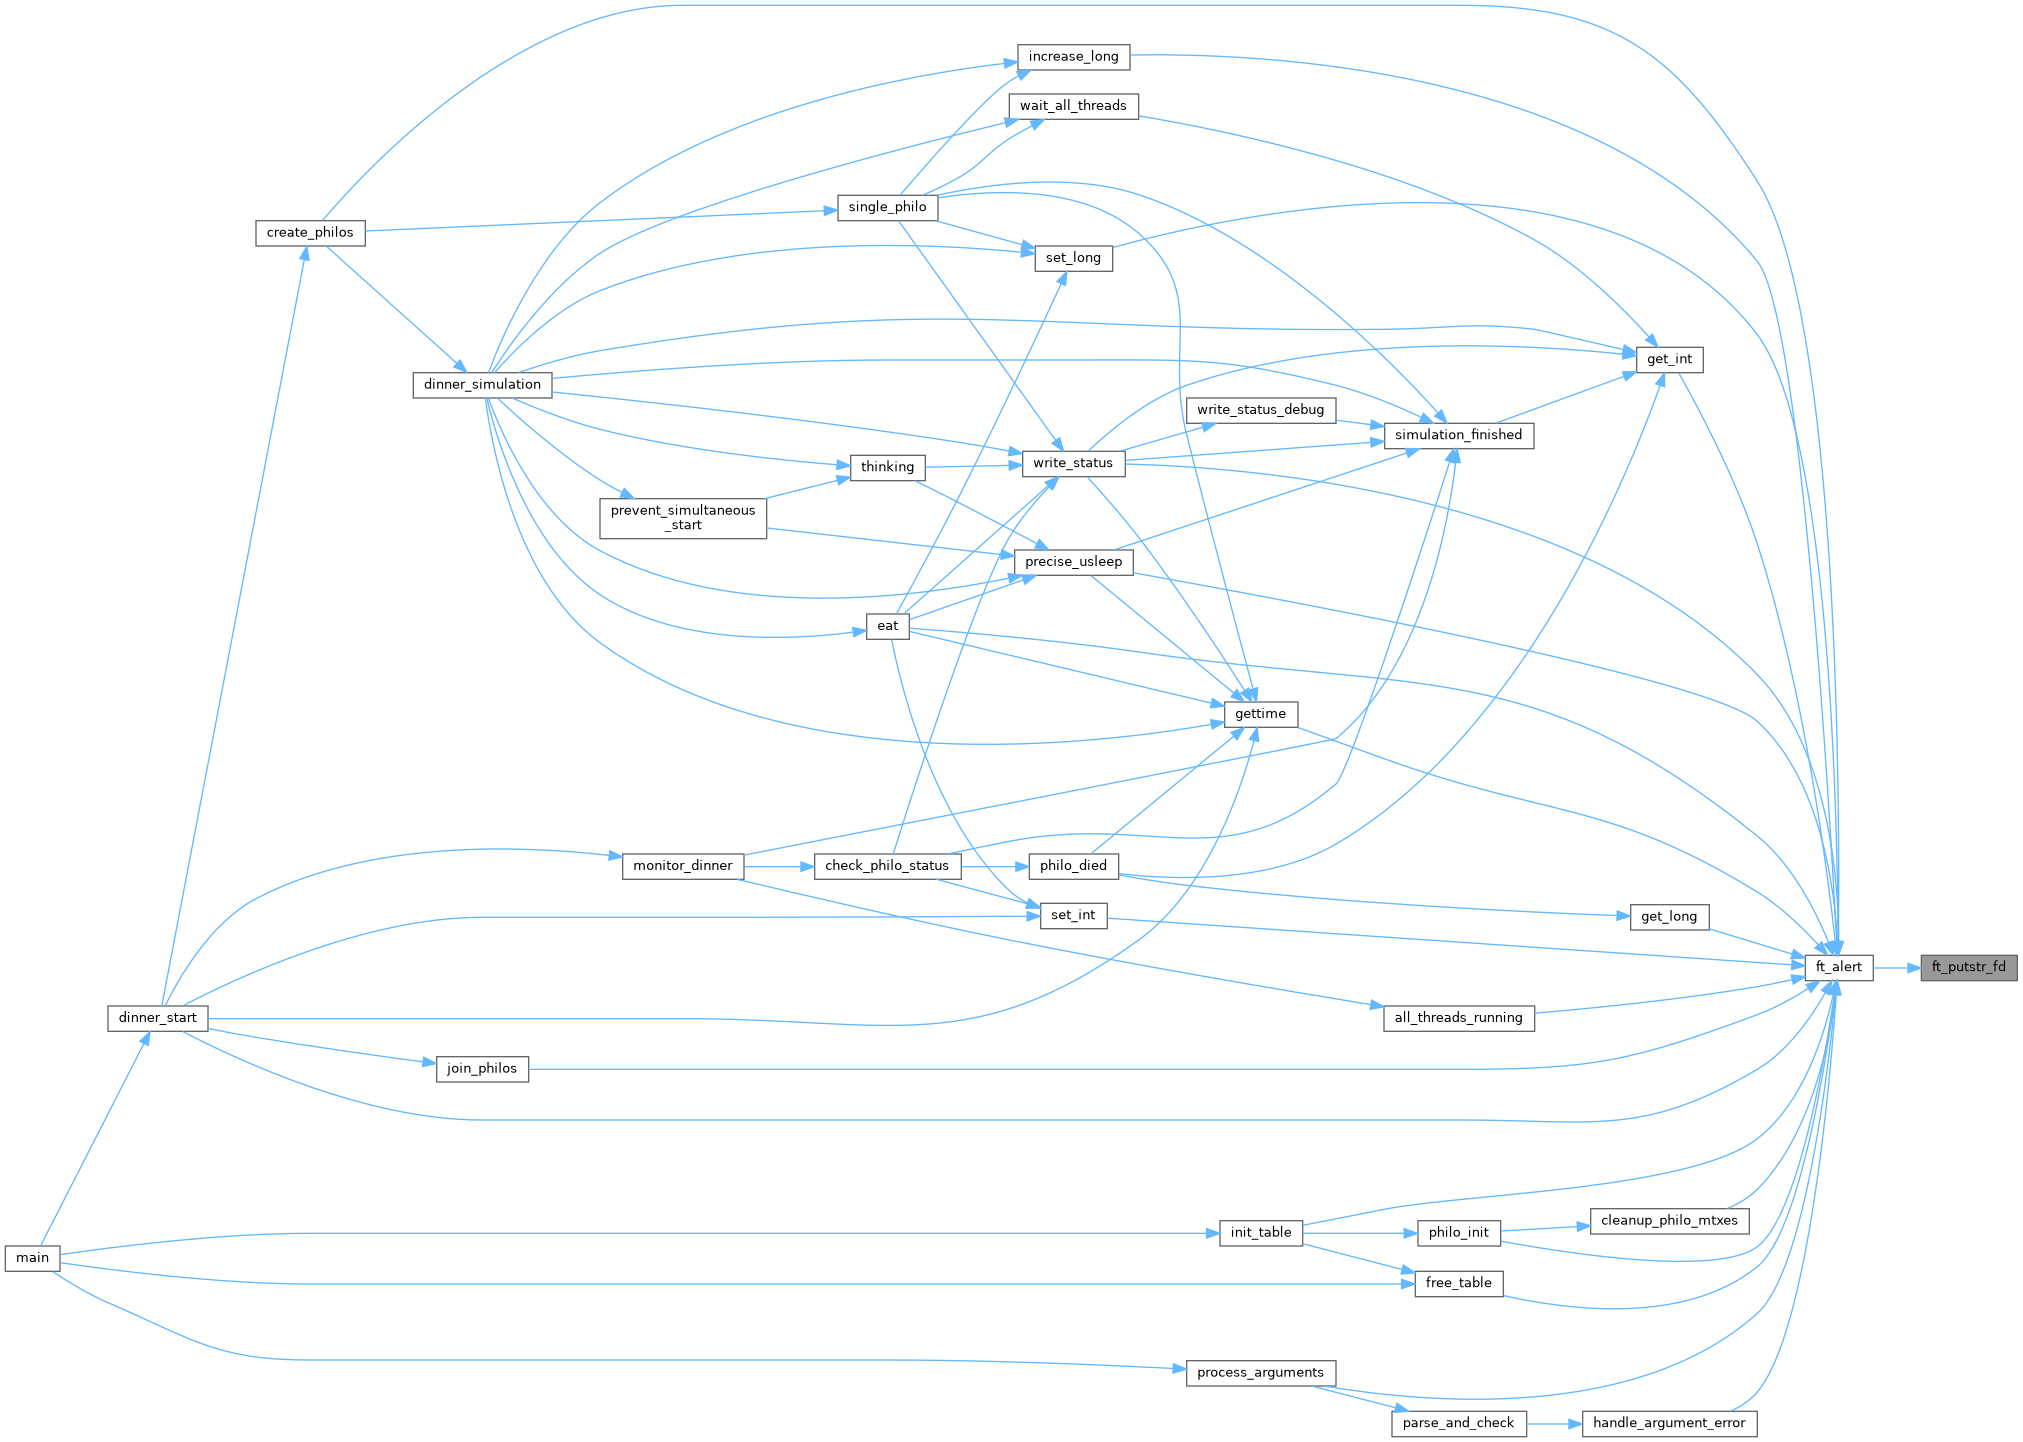 increase_long
wait_all_threads
single_philo
create_philos
set_long
get_int
dinner_simulation
write_status_debug
simulation_finished
write_status
thinking
prevent_simultaneous
_start
precise_usleep
eat
gettime
monitor_dinner
check_philo_status
philo_died
set_int
get_long
ft_alert
ft_putstr_fd
dinner_start
all_threads_running
join_philos
cleanup_philo_mtxes
init_table
philo_init
main
free_table
process_arguments
parse_and_check
handle_argument_error